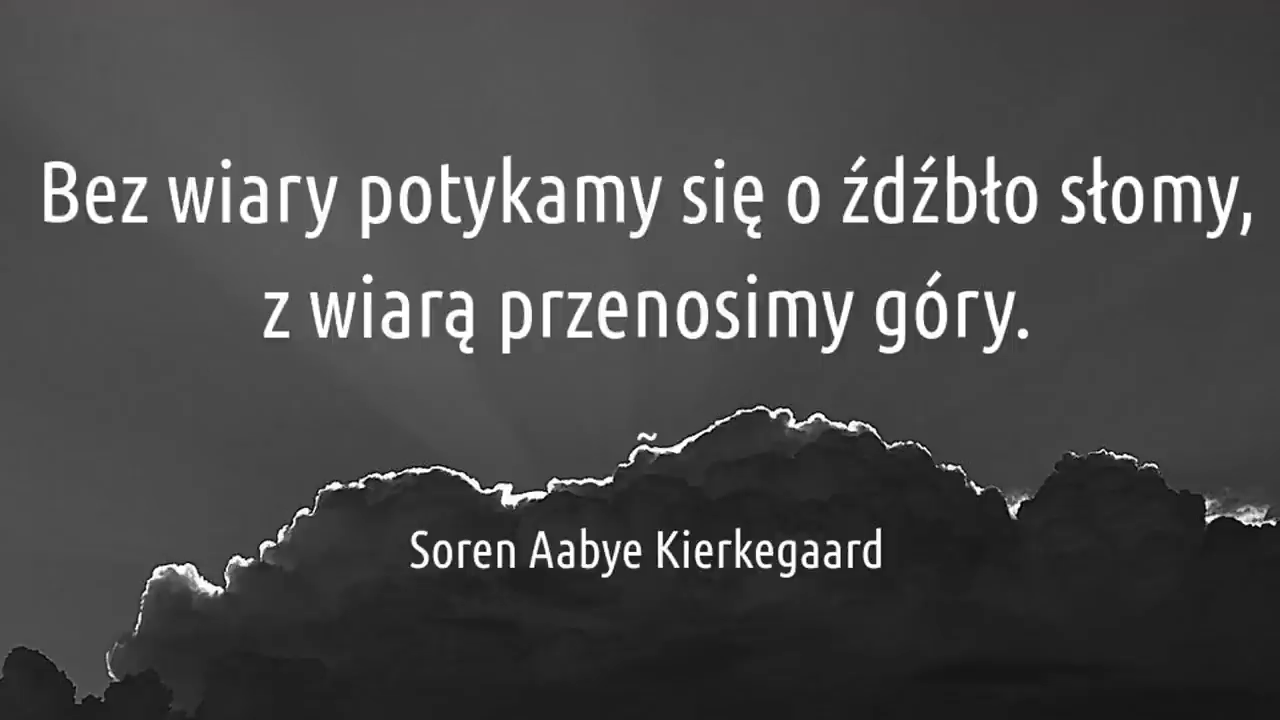 Bez wiary potykamy się o źdźbło słomy,
z wiarą przenosimy góry.
~
Soren Aabye Kierkegaard